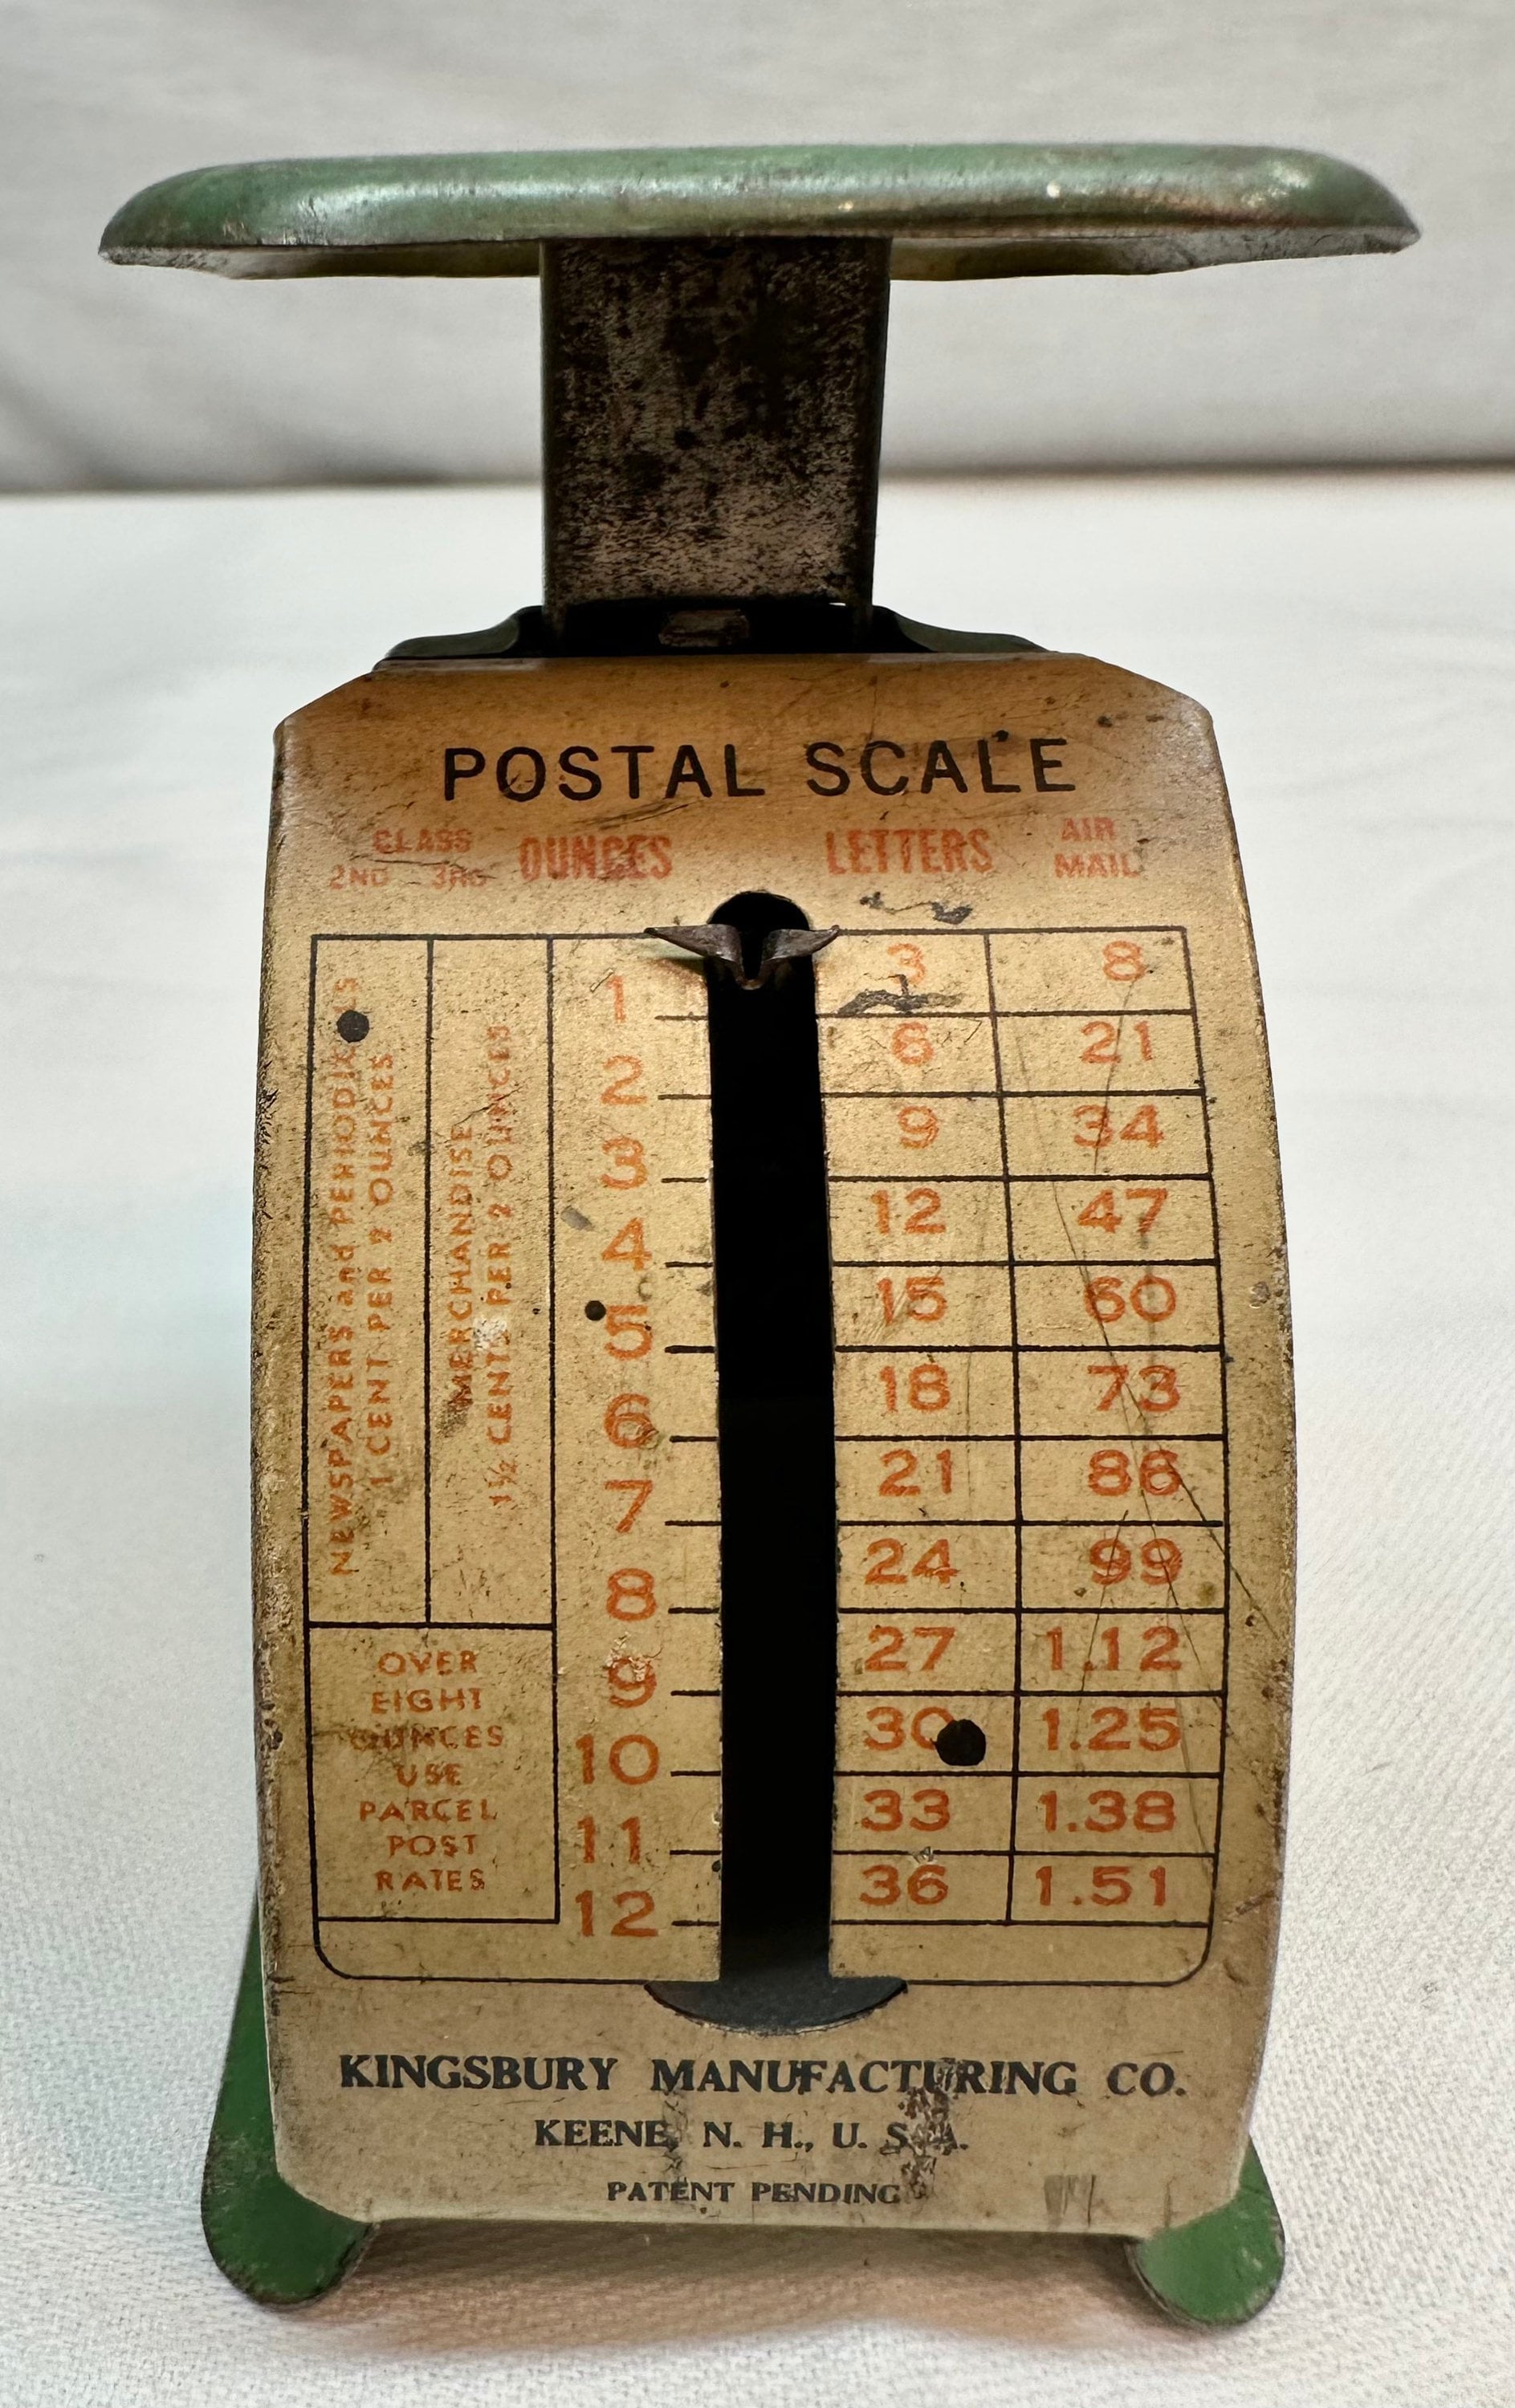 POSTAL SCALE
CLASS
2ND 3RD
OUNCES
LETTERS
AIR
MAIL
NEWSPAPERS and PERIODICALS
1 CENT PER 2 OUNCES
MERCHANDISE
1½ CENTS PER 2 OUNCES
OVER
EIGHT
OUNCES
USE
PARCEL
POST
RATES
1 3 8
2 6 21
3 9 34
4 12 47
5 15 60
6 18 73
7 21 86
8 24 99
9 27 1.12
10 30 1.25
11 33 1.38
12 36 1.51
KINGSBURY MANUFACTURING CO.
KEENE, N. H., U. S. A.
PATENT PENDING